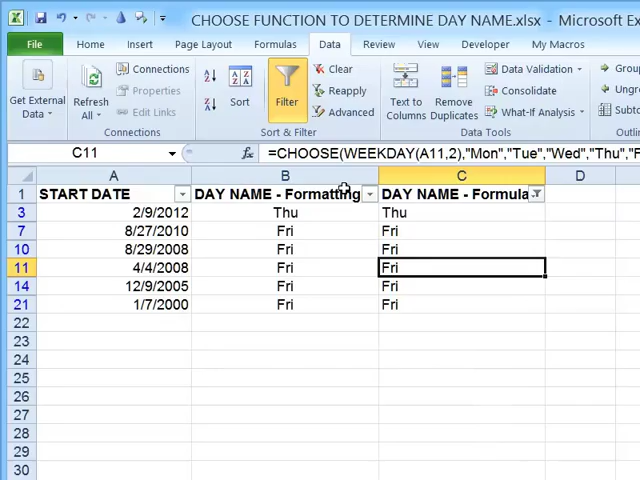 CHOOSE FUNCTION TO DETERMINE DAY NAME.xlsx - Microsoft Exc
File Home Insert Page Layout Formulas Data Review View Developer My Macros
Get External Data
Refresh All
Connections
Properties
Edit Links
Connections
Sort
Filter
Clear
Reapply
Advanced
Sort & Filter
Text to Columns
Remove Duplicates
Data Validation
Consolidate
What-If Analysis
Data Tools
Group
Ungro
Subto
Outlin
C11 fx =CHOOSE(WEEKDAY(A11,2),"Mon","Tue","Wed","Thu","F
A B C D
1 START DATE DAY NAME - Formatting DAY NAME - Formula
3 2/9/2012 Thu Thu
7 8/27/2010 Fri Fri
10 8/29/2008 Fri Fri
11 4/4/2008 Fri Fri
14 12/9/2005 Fri Fri
21 1/7/2000 Fri Fri
22
23
24
25
26
27
28
29
30